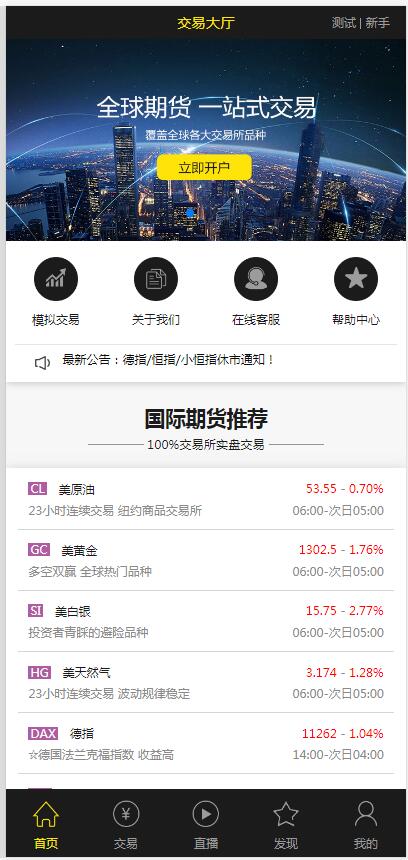 交易大厅
测试 | 新手
全球期货 一站式交易
覆盖全球各大交易所品种
立即开户
模拟交易 关于我们 在线客服 帮助中心
最新公告：德指/恒指/小恒指休市通知！
国际期货推荐
100%交易所实盘交易
CL 美原油 53.55 - 0.70%
23小时连续交易 纽约商品交易所 06:00-次日05:00
GC 美黄金 1302.5 - 1.76%
多空双赢 全球热门品种 06:00-次日05:00
SI 美白银 15.75 - 2.77%
投资者青睐的避险品种 06:00-次日05:00
HG 美天然气 3.174 - 1.28%
23小时连续交易 波动规律稳定 06:00-次日05:00
DAX 德指 11262 - 1.04%
☆德国法兰克福指数 收益高 14:00-次日04:00
首页 交易 直播 发现 我的